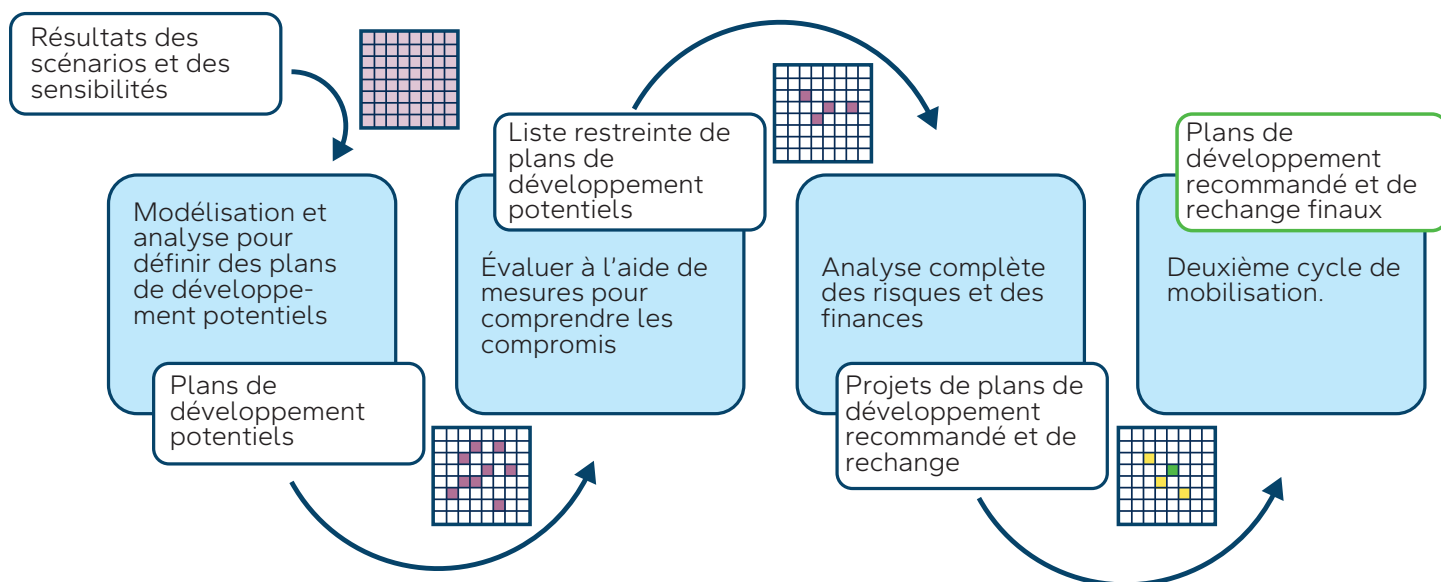 Résultats des
scénarios et des
sensibilités
Modélisation et
analyse pour
définir des plans
de développe-
ment potentiels
Plans de
développement
potentiels
Liste restreinte de
plans de
développement
potentiels
Évaluer à l’aide de
mesures pour
comprendre les
compromis
Analyse complète
des risques et des
finances
Projets de plans de
développement
recommandé et de
rechange
Plans de
développement
recommandé et de
rechange finaux
Deuxième cycle de
mobilisation.